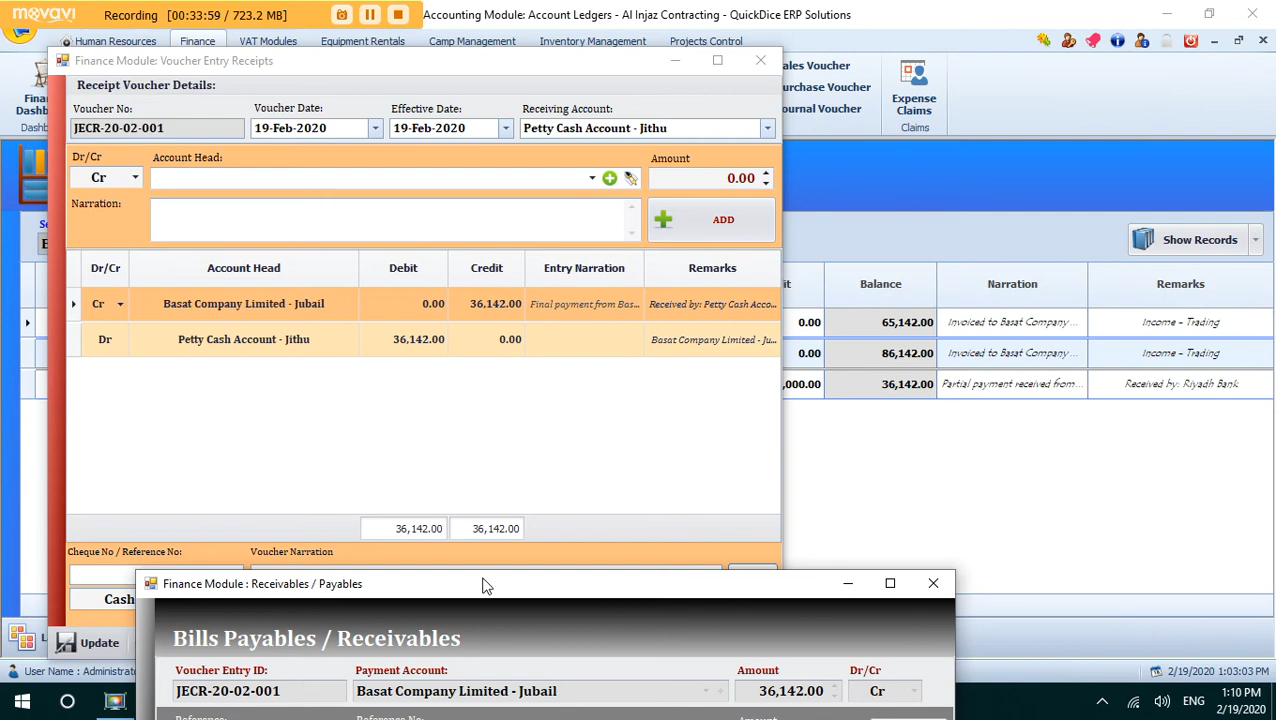 movavi
Recording (00:33:59 / 723.2 MB)
Accounting Module: Account Ledgers - Al Injaz Contracting - QuickDice ERP Solutions
Human Resources Finance VAT Modules Equipment Rentals Camp Management Inventory Management Projects Control
Finance Module: Voucher Entry Receipts
Receipt Voucher Details:
Voucher No: Voucher Date: Effective Date: Receiving Account:
JECR-20-02-001 19-Feb-2020 19-Feb-2020 Petty Cash Account - Jithu
Dr/Cr Account Head: Amount
Cr 0.00
Narration: ADD
Dr/Cr Account Head Debit Credit Entry Narration Remarks
Cr Basat Company Limited - Jubail 0.00 36,142.00 Final payment from Bas... Received by: Petty Cash Acco...
Dr Petty Cash Account - Jithu 36,142.00 0.00 Basat Company Limited - Ju...
36,142.00 36,142.00
Cheque No / Reference No: Voucher Narration
Cash
Update
ales Voucher
urchase Voucher
ournal Voucher
Expense
Claims
Claims
Show Records
it Balance Narration Remarks
0.00 65,142.00 Invoiced to Basat Company ... Income - Trading
0.00 86,142.00 Invoiced to Basat Company ... Income - Trading
,000.00 36,142.00 Partial payment received from... Received by: Riyadh Bank
Finance Module : Receivables / Payables
Bills Payables / Receivables
Voucher Entry ID: Payment Account: Amount Dr/Cr
JECR-20-02-001 Basat Company Limited - Jubail 36,142.00 Cr
Reference: Reference No: Amount
User Name : Administra
2/19/2020 1:03:03 PM
ENG
1:10 PM
2/19/2020